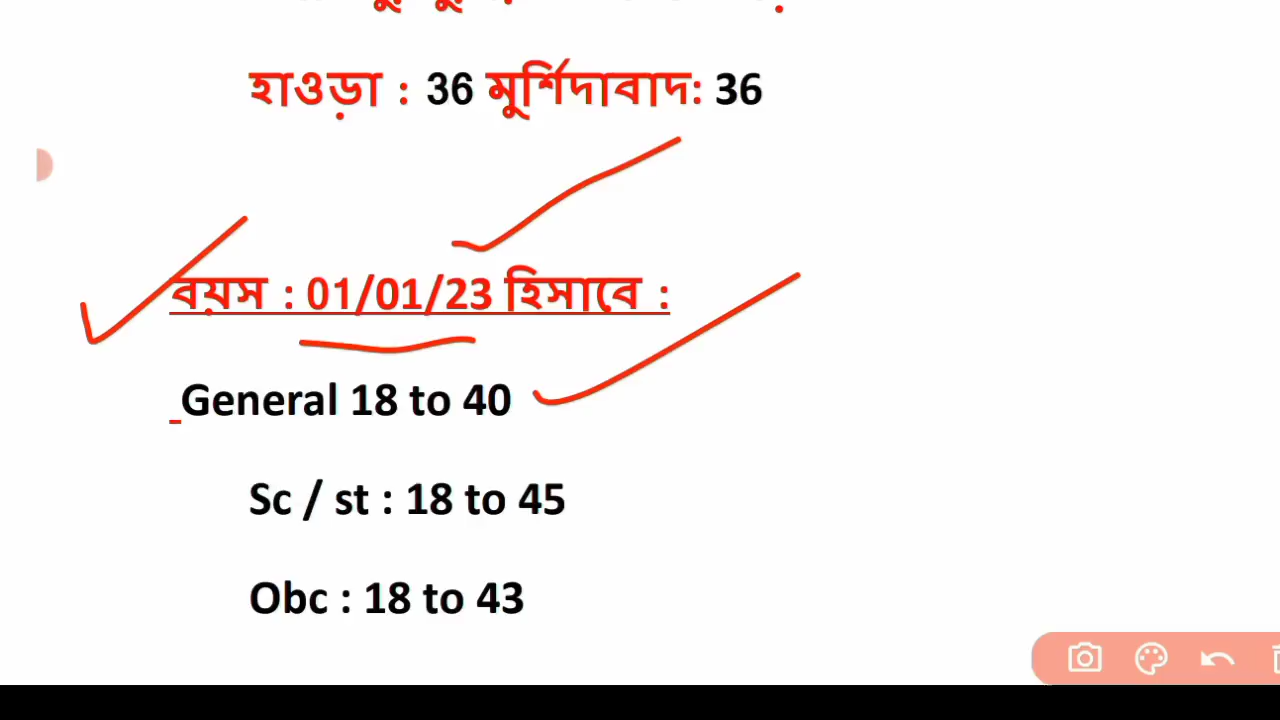 হাওড়া : 36 মুর্শিদাবাদ: 36
বয়স : 01/01/23 হিসাবে :
General 18 to 40
Sc / st : 18 to 45
Obc : 18 to 43